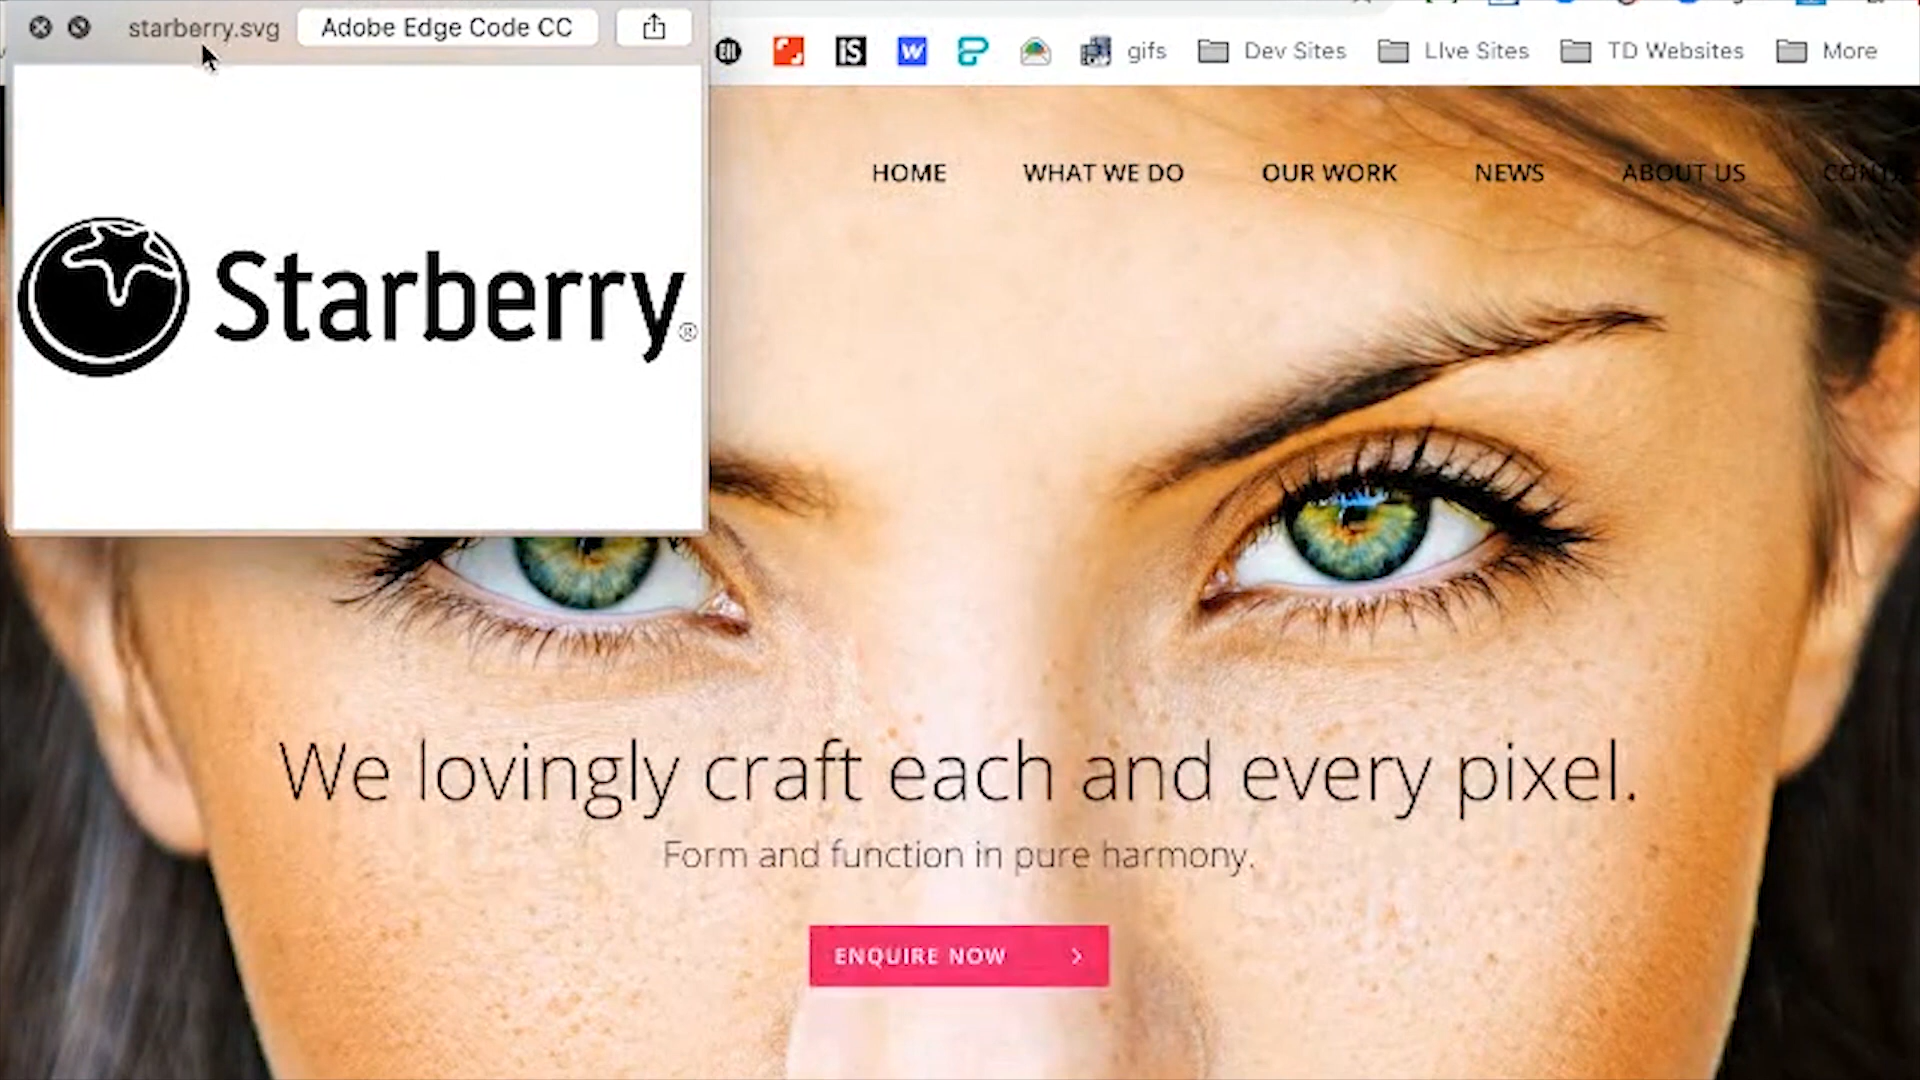 starberry.svg Adobe Edge Code CC
gifs Dev Sites LIve Sites TD Websites More
HOME WHAT WE DO OUR WORK NEWS ABOUT US
Starberry®
We lovingly craft each and every pixel.
Form and function in pure harmony.
ENQUIRE NOW